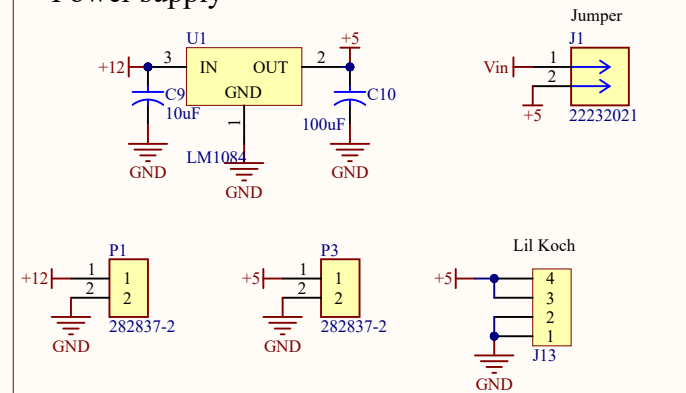 Power supply
Jumper
U1
+5
J1
+12
3
IN
OUT
2
Vin
1
GND
2
C9
C10
10uF
100uF
1
+5
22232021
LM1084
GND
GND
GND
Lil Koch
P1
P3
+12
1
1
+5
1
1
+5
4
2
2
2
2
3
2
282837-2
282837-2
1
GND
GND
J13
GND